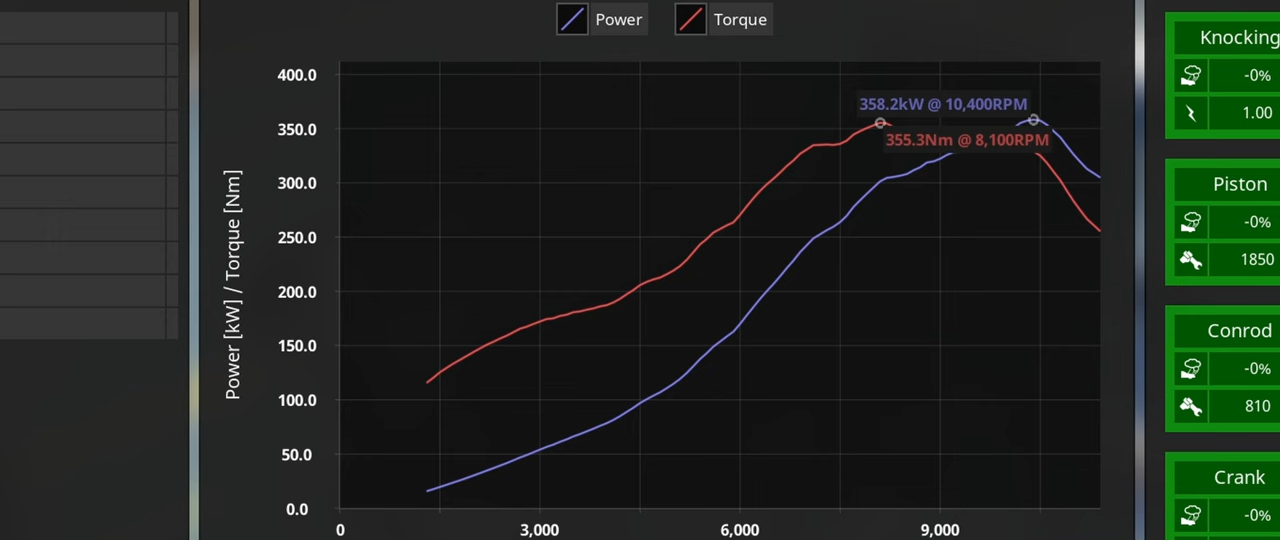 Power
Torque
400.0
350.0
300.0
250.0
200.0
150.0
100.0
50.0
0.0
Power [kW] / Torque [Nm]
358.2kW @ 10,400RPM
355.3Nm @ 8,100RPM
0
3,000
6,000
9,000
Knocking
-0%
1.00
Piston
-0%
1850
Conrod
-0%
810
Crank
-0%